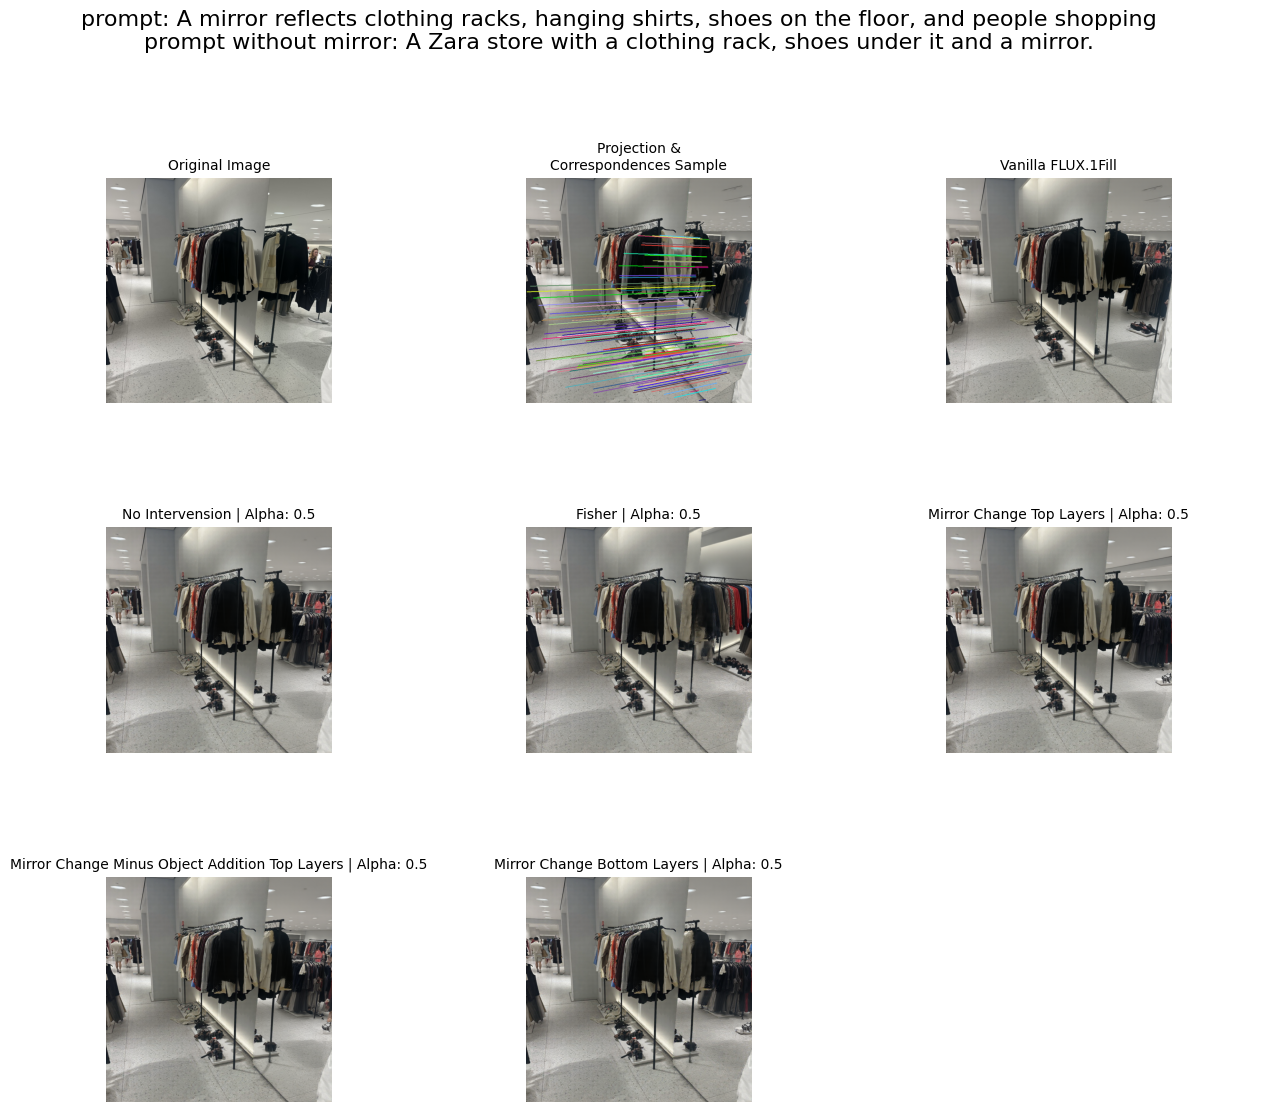 prompt: A mirror reflects clothing racks, hanging shirts, shoes on the floor, and people shopping
prompt without mirror: A Zara store with a clothing rack, shoes under it and a mirror.
Original Image
Projection &
Correspondences Sample
Vanilla FLUX.1Fill
No Intervension | Alpha: 0.5
Fisher | Alpha: 0.5
Mirror Change Top Layers | Alpha: 0.5
Mirror Change Minus Object Addition Top Layers | Alpha: 0.5
Mirror Change Bottom Layers | Alpha: 0.5